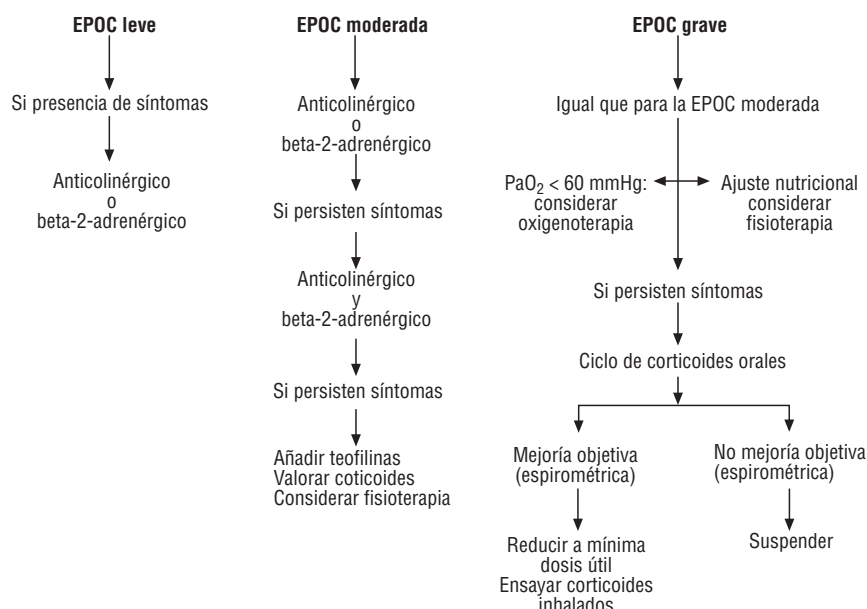 EPOC leve
Si presencia de síntomas
Anticolinérgico
o
beta-2-adrenérgico
EPOC moderada
Anticolinérgico
o
beta-2-adrenérgico
Si persisten síntomas
Anticolinérgico
y
beta-2-adrenérgico
Si persisten síntomas
Añadir teofilinas
Valorar coticoides
Considerar fisioterapia
EPOC grave
Igual que para la EPOC moderada
PaO₂ < 60 mmHg:
considerar
oxigenoterapia
Ajuste nutricional
considerar
fisioterapia
Si persisten síntomas
Ciclo de corticoides orales
Mejoría objetiva
(espirométrica)
Reducir a mínima
dosis útil
Ensayar corticoides
inhalados
No mejoría objetiva
(espirométrica)
Suspender